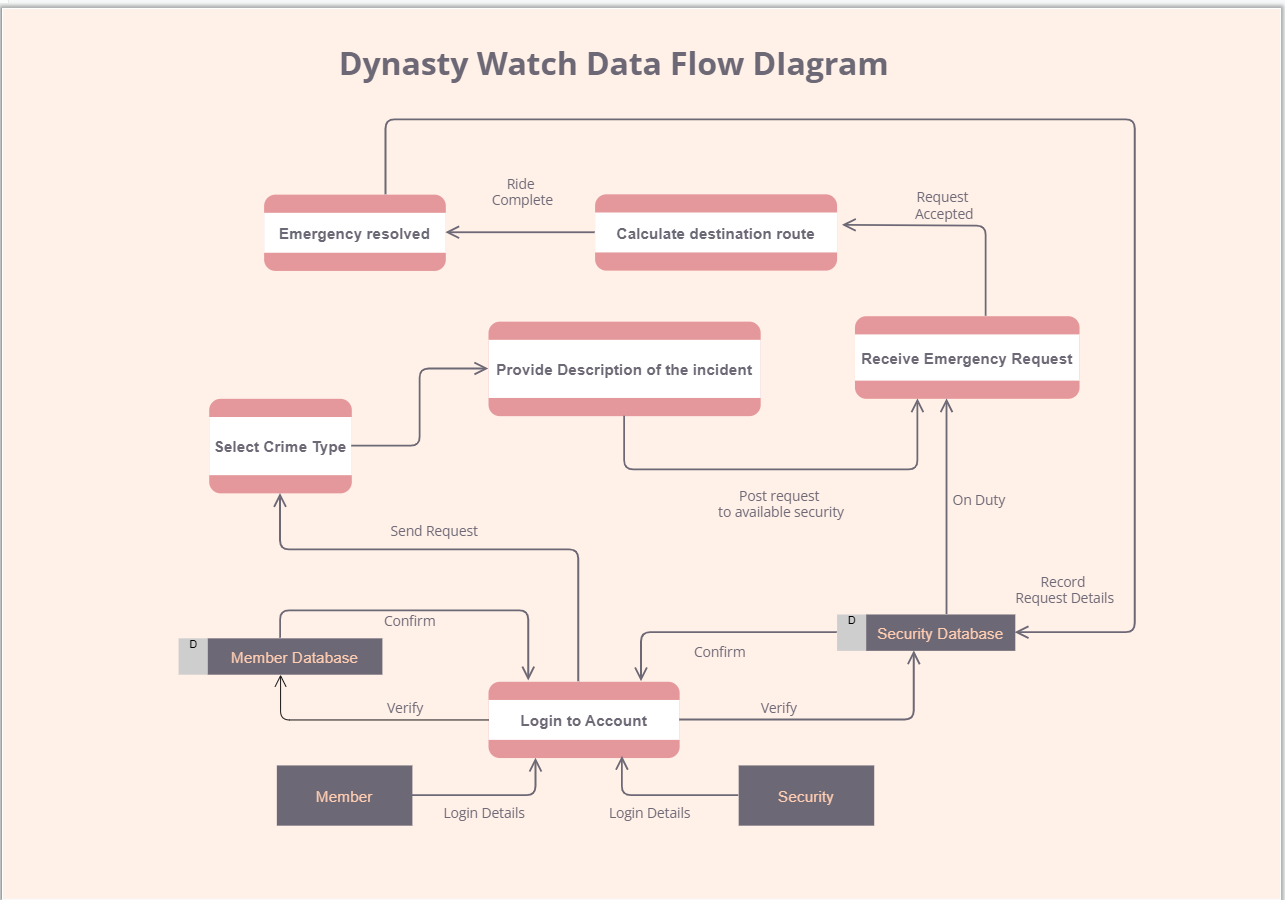 Dynasty Watch Data Flow DIagram
Ride
Complete
Request
Accepted
Emergency resolved
Calculate destination route
Receive Emergency Request
Provide Description of the incident
Select Crime Type
Post request
to available security
On Duty
Send Request
Record
Request Details
Confirm
D
Security Database
D
Member Database
Confirm
Verify
Verify
Login to Account
Member
Security
Login Details
Login Details